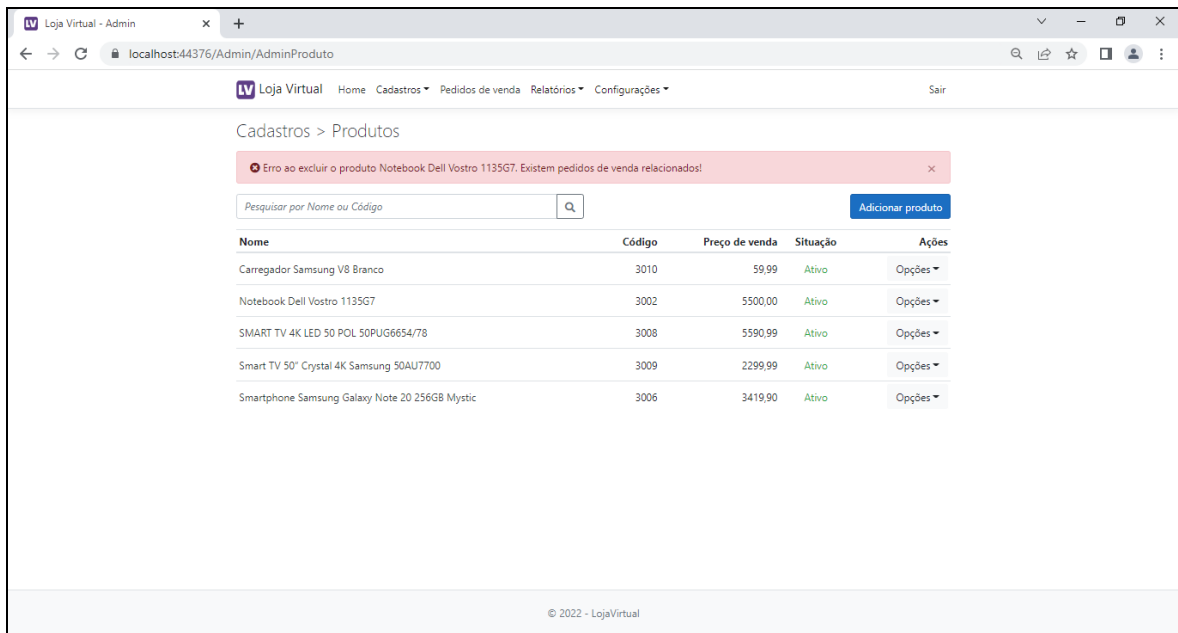 LV Loja Virtual - Admin
localhost:44376/Admin/AdminProduto
LV Loja Virtual Home Cadastros Pedidos de venda Relatórios Configurações Sair
Cadastros > Produtos
Erro ao excluir o produto Notebook Dell Vostro 1135G7. Existem pedidos de venda relacionados!
Pesquisar por Nome ou Código Adicionar produto
Nome Código Preço de venda Situação Ações
Carregador Samsung V8 Branco 3010 59,99 Ativo Opções
Notebook Dell Vostro 1135G7 3002 5500,00 Ativo Opções
SMART TV 4K LED 50 POL 50PUG6654/78 3008 5590,99 Ativo Opções
Smart TV 50" Crystal 4K Samsung 50AU7700 3009 2299,99 Ativo Opções
Smartphone Samsung Galaxy Note 20 256GB Mystic 3006 3419,90 Ativo Opções
© 2022 - LojaVirtual